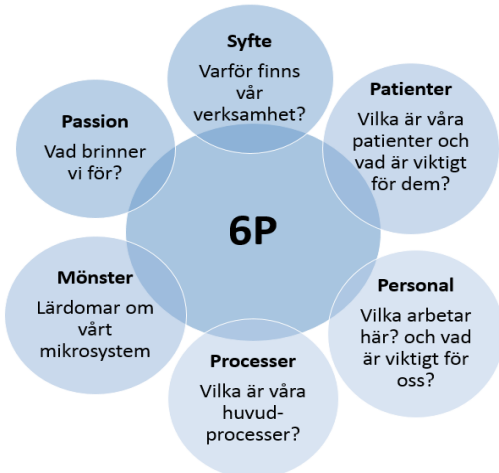 Syfte
Varför finns
vår
verksamhet?
Patienter
Vilka är våra
patienter och
vad är viktigt
för dem?
Personal
Vilka arbetar
här? och vad
är viktigt för
oss?
Processer
Vilka är våra
huvud-
processer?
Mönster
Lärdomar om
vårt
mikrosystem
Passion
Vad brinner
vi för?
6P